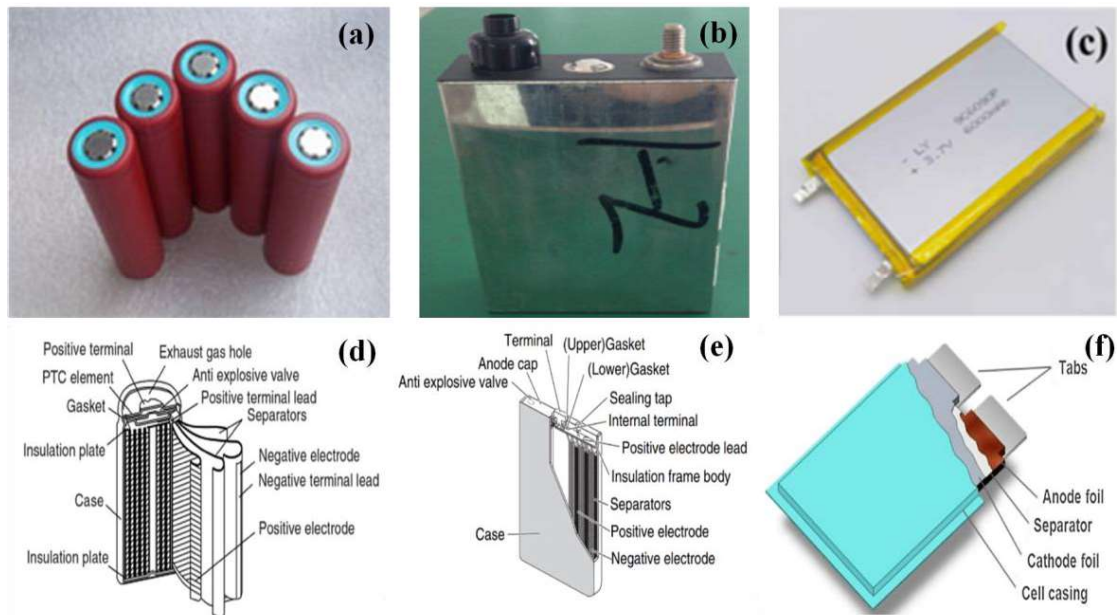 (a)
(b)
(c)
- LY 906090P
+ 3.7V 6000mAh
(d)
Positive terminal
Exhaust gas hole
PTC element
Anti explosive valve
Gasket
Positive terminal lead
Separators
Insulation plate
Negative electrode
Negative terminal lead
Case
Positive electrode
Insulation plate
(e)
Terminal
(Upper)Gasket
Anode cap
(Lower)Gasket
Anti explosive valve
Sealing tap
Internal terminal
Positive electrode lead
Insulation frame body
Separators
Positive electrode
Case
Negative electrode
(f)
Tabs
Anode foil
Separator
Cathode foil
Cell casing